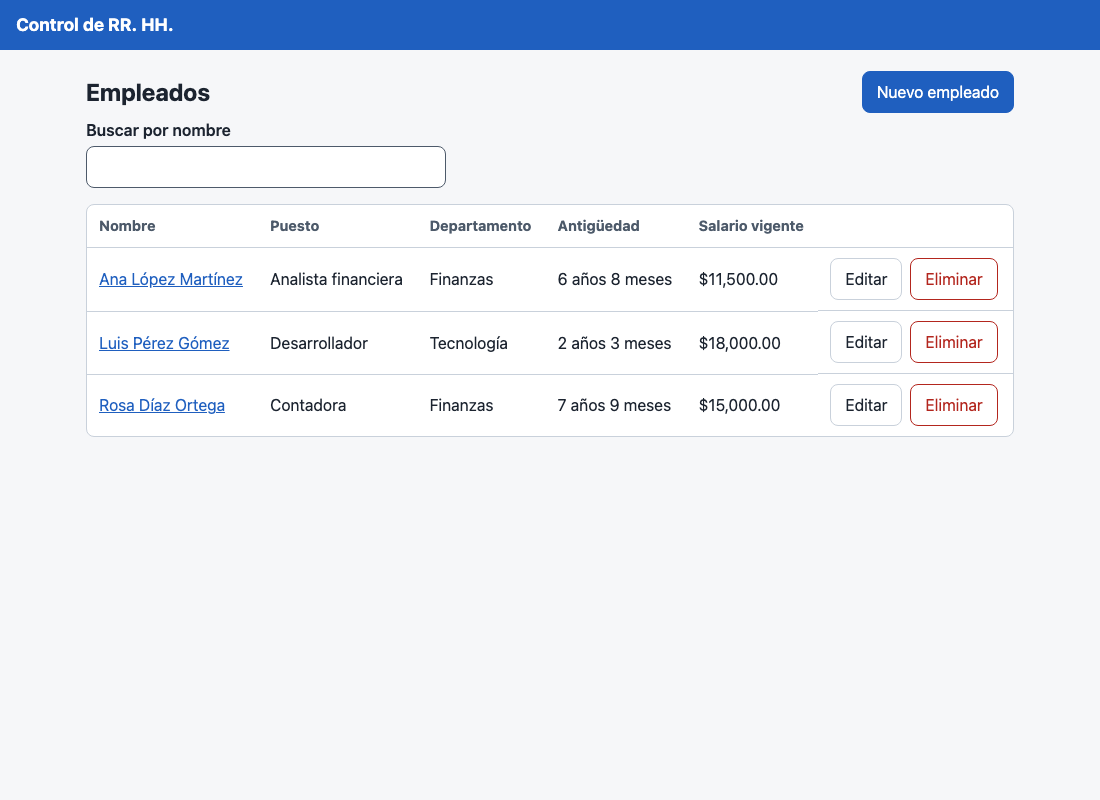 Control de RR. HH.
Empleados
Nuevo empleado
Buscar por nombre
Nombre Puesto Departamento Antigüedad Salario vigente
Ana López Martínez Analista financiera Finanzas 6 años 8 meses $11,500.00 Editar Eliminar
Luis Pérez Gómez Desarrollador Tecnología 2 años 3 meses $18,000.00 Editar Eliminar
Rosa Díaz Ortega Contadora Finanzas 7 años 9 meses $15,000.00 Editar Eliminar